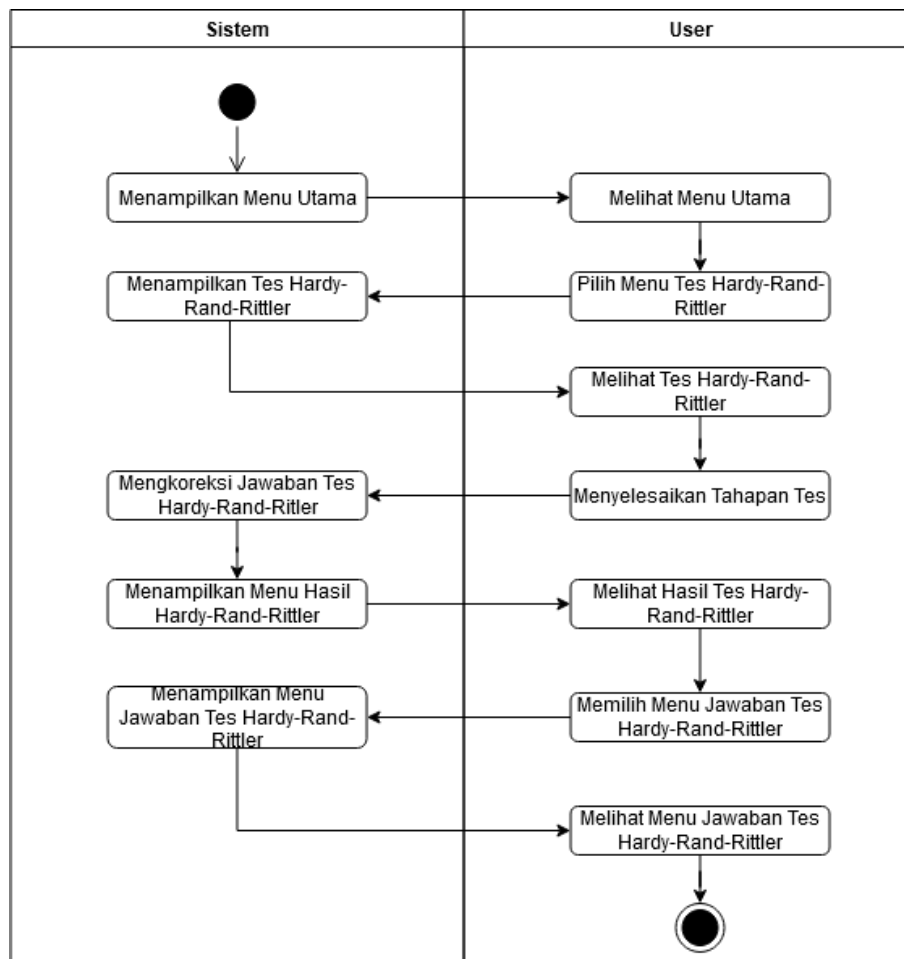 Sistem
User
Menampilkan Menu Utama
Melihat Menu Utama
Menampilkan Tes Hardy-
Rand-Rittler
Pilih Menu Tes Hardy-Rand-
Rittler
Melihat Tes Hardy-Rand-
Rittler
Mengkoreksi Jawaban Tes
Hardy-Rand-Ritler
Menyelesaikan Tahapan Tes
Menampilkan Menu Hasil
Hardy-Rand-Rittler
Melihat Hasil Tes Hardy-
Rand-Rittler
Menampilkan Menu
Jawaban Tes Hardy-Rand-
Rittler
Memilih Menu Jawaban Tes
Hardy-Rand-Rittler
Melihat Menu Jawaban Tes
Hardy-Rand-Rittler